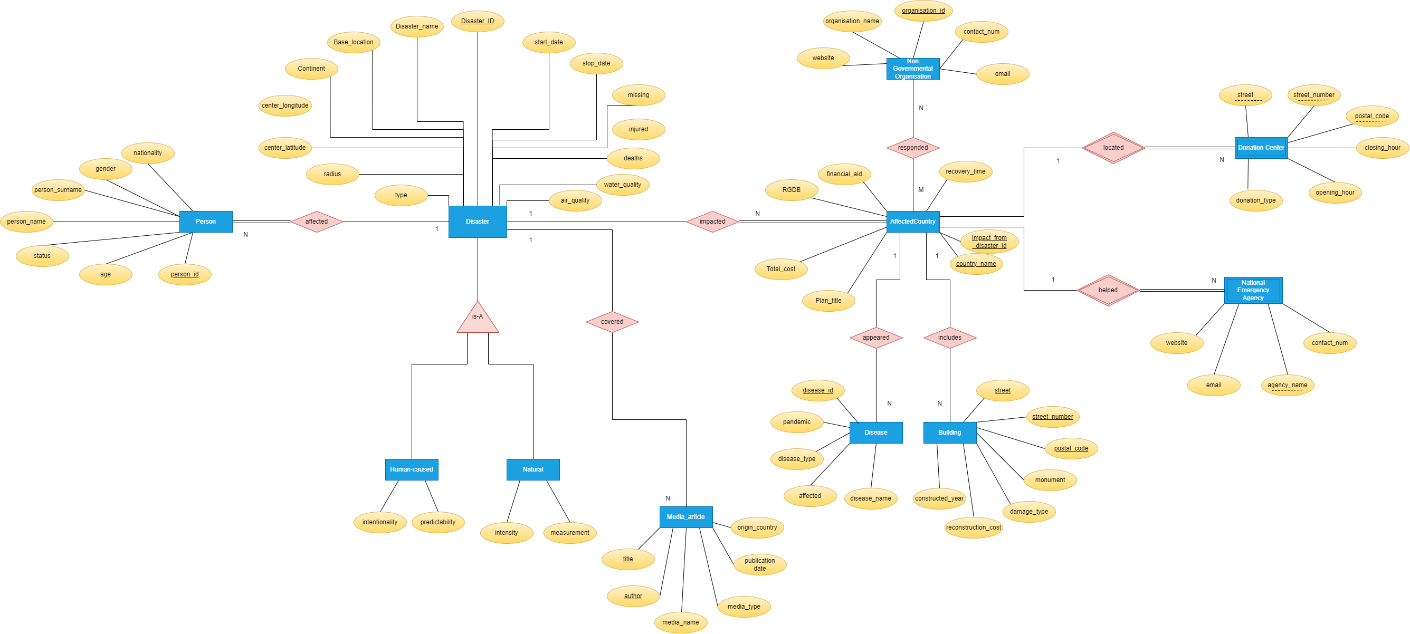 organisation_id
Disaster_ID
organisation_name
Disaster_name
contact_num
Base_location
start_date
website
Non
Governmental
Organisation
stop_date
Continent
email
missing
street
street_number
center_longitude
N
postal_code
injured
responded
located
Donation Center
closing_hour
center_latitude
nationality
deaths
1
N
gender
radius
financial_aid
recovery_time
water_quality
RGDB
M
person_surname
opening_hour
type
air_quality
donation_type
person_name
Person
affected
Disaster
1
impacted
N
AffectedCountry
N
1
1
impact_from
_disaster_id
status
1
1
country_name
age
person_id
Total_cost
1
N
National
Emergency
Agency
helped
Plan_title
is-A
covered
appeared
includes
website
contact_num
email
agency_name
disease_id
street
N
N
street_number
pandemic
Disease
Building
postal_code
disease_type
Human-caused
Natural
monument
affected
disease_name
constructed_year
N
damage_type
Media_article
intentionality
predictability
origin_country
reconstruction_cost
intensity
measurement
title
publication
date
author
media_type
media_name